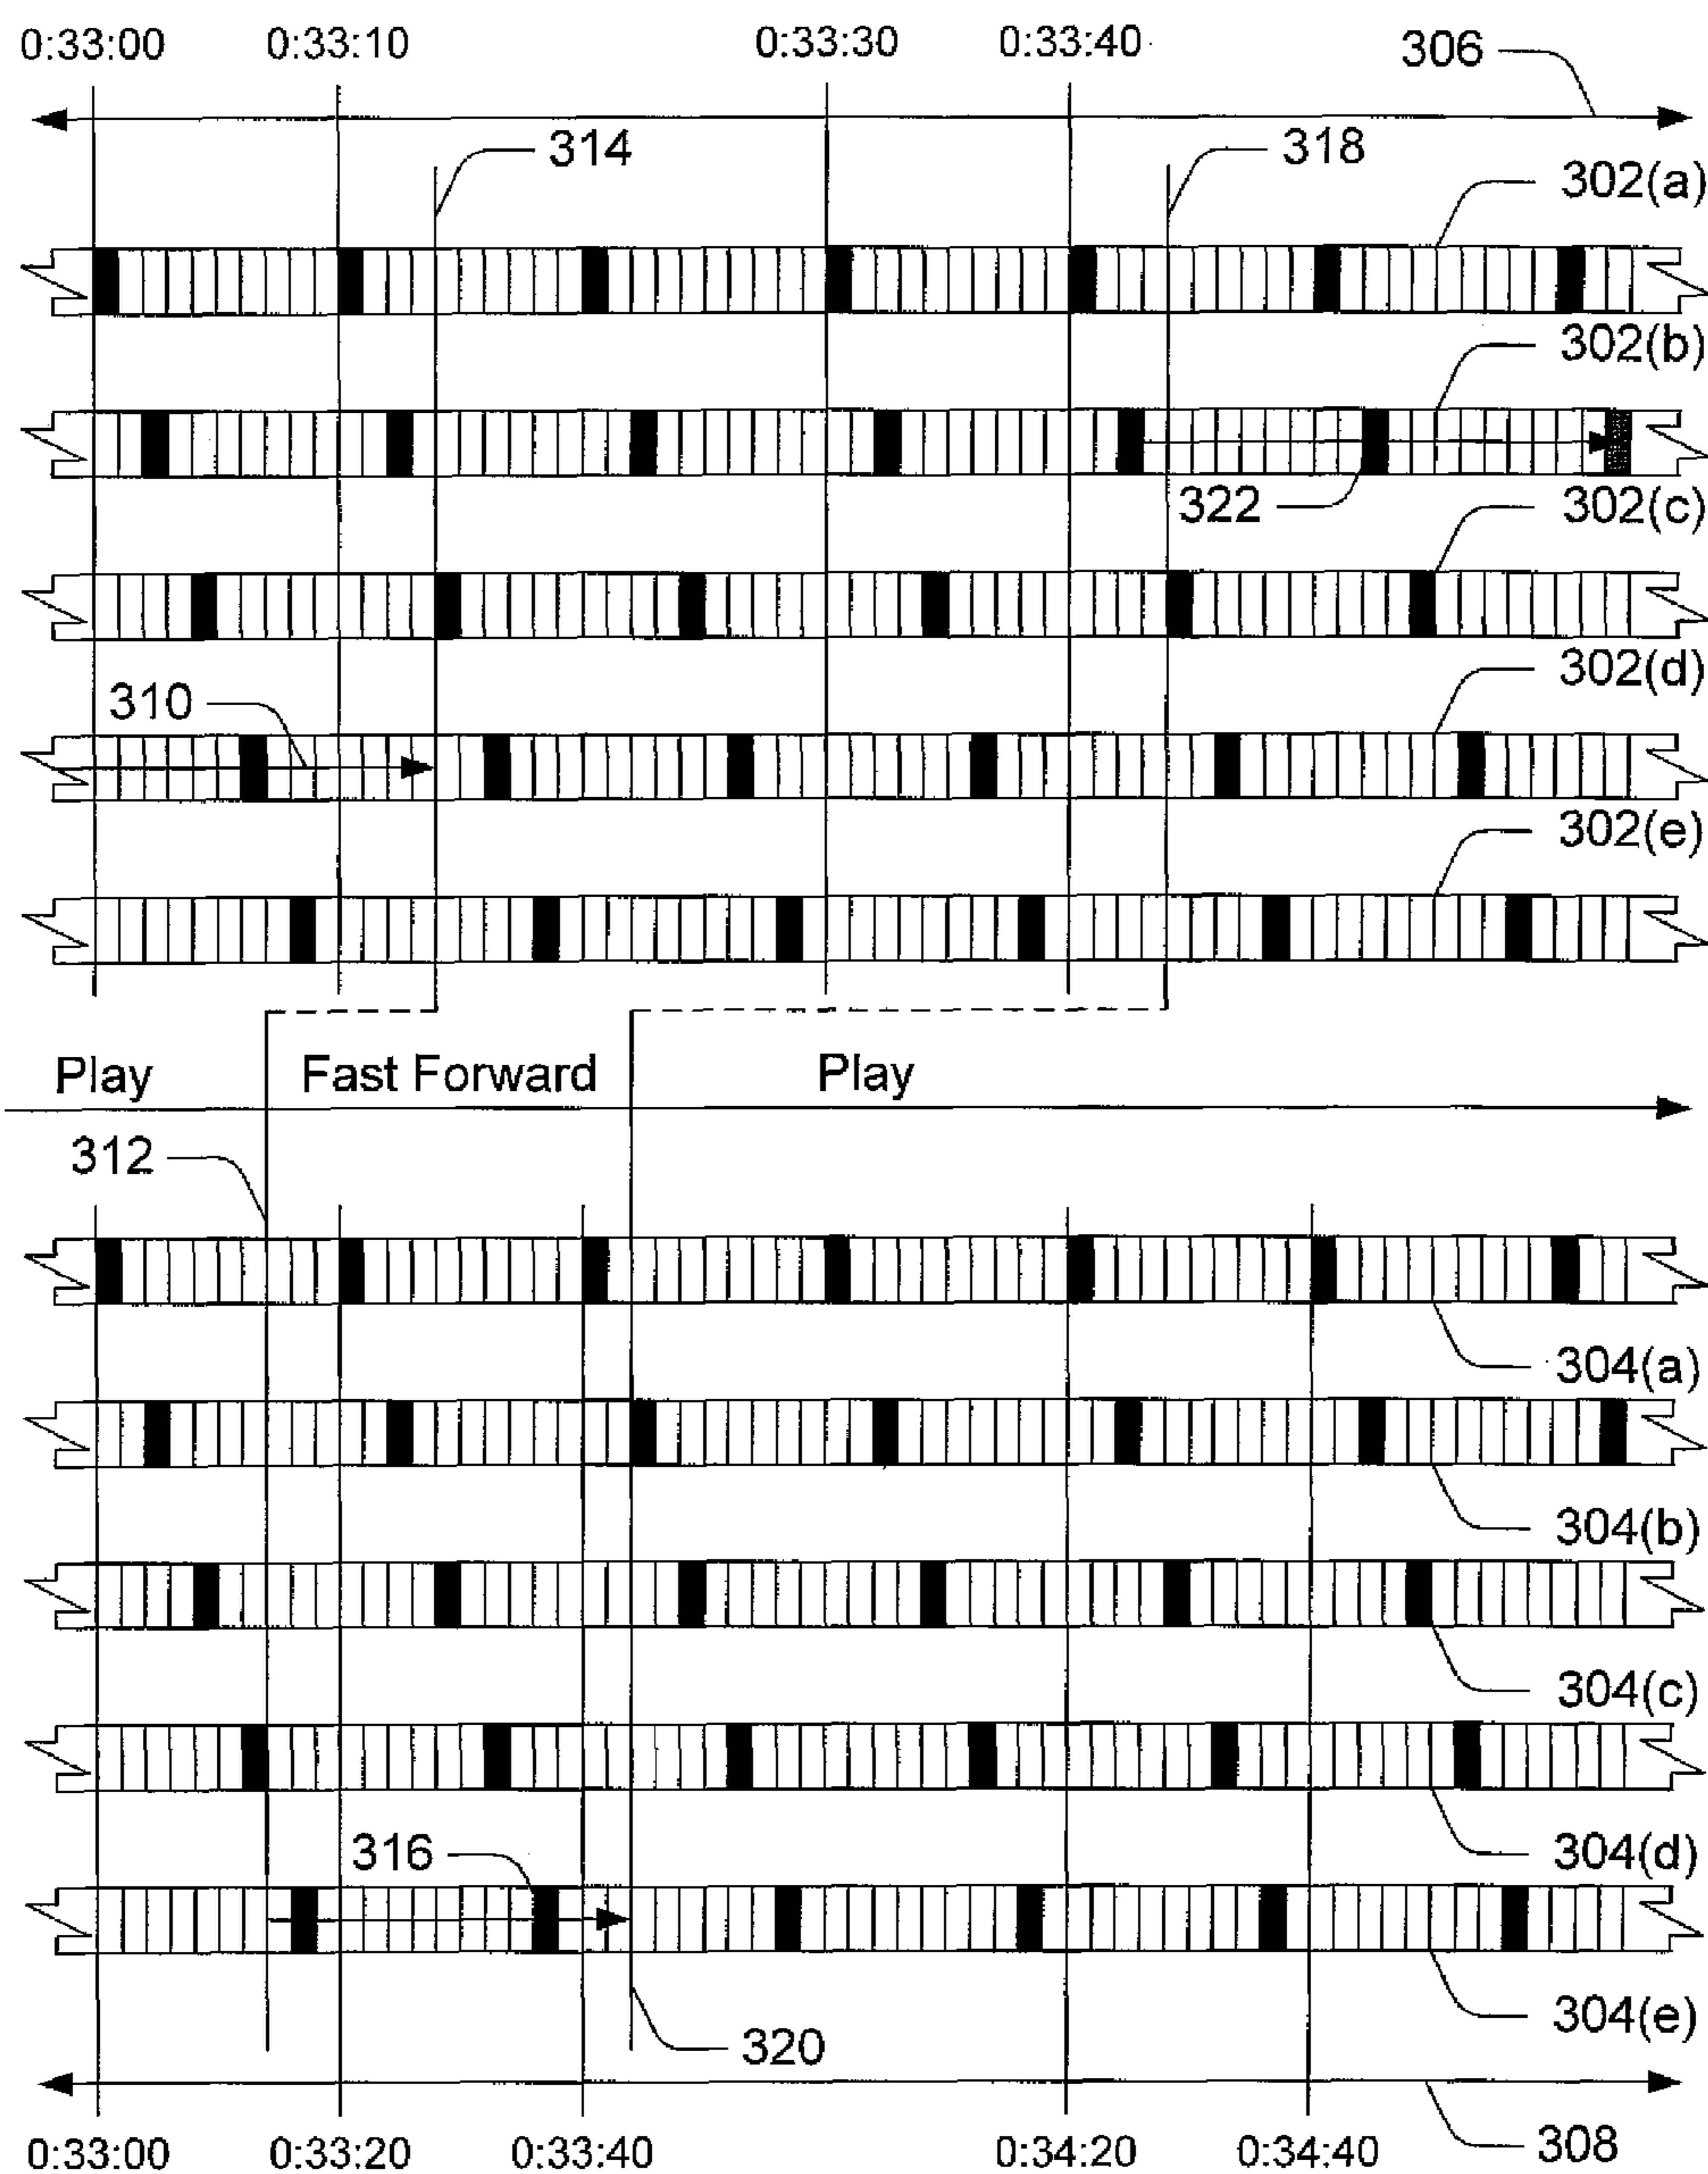 0:33:00 0:33:10 0:33:30 0:33:40 306
314 318
302(a)
302(b)
322 302(c)
302(d)
310
302(e)
Play Fast Forward Play
312
304(a)
304(b)
304(c)
316 304(d)
304(e)
320
0:33:00 0:33:20 0:33:40 0:34:20 0:34:40 308